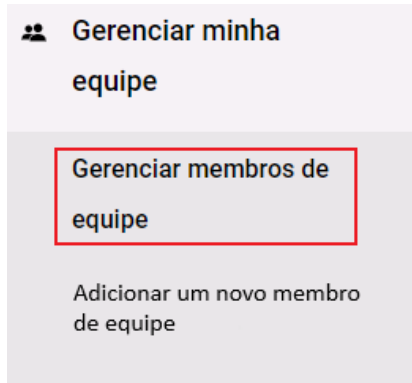 Gerenciar minha
equipe
Gerenciar membros de
equipe
Adicionar um novo membro
de equipe